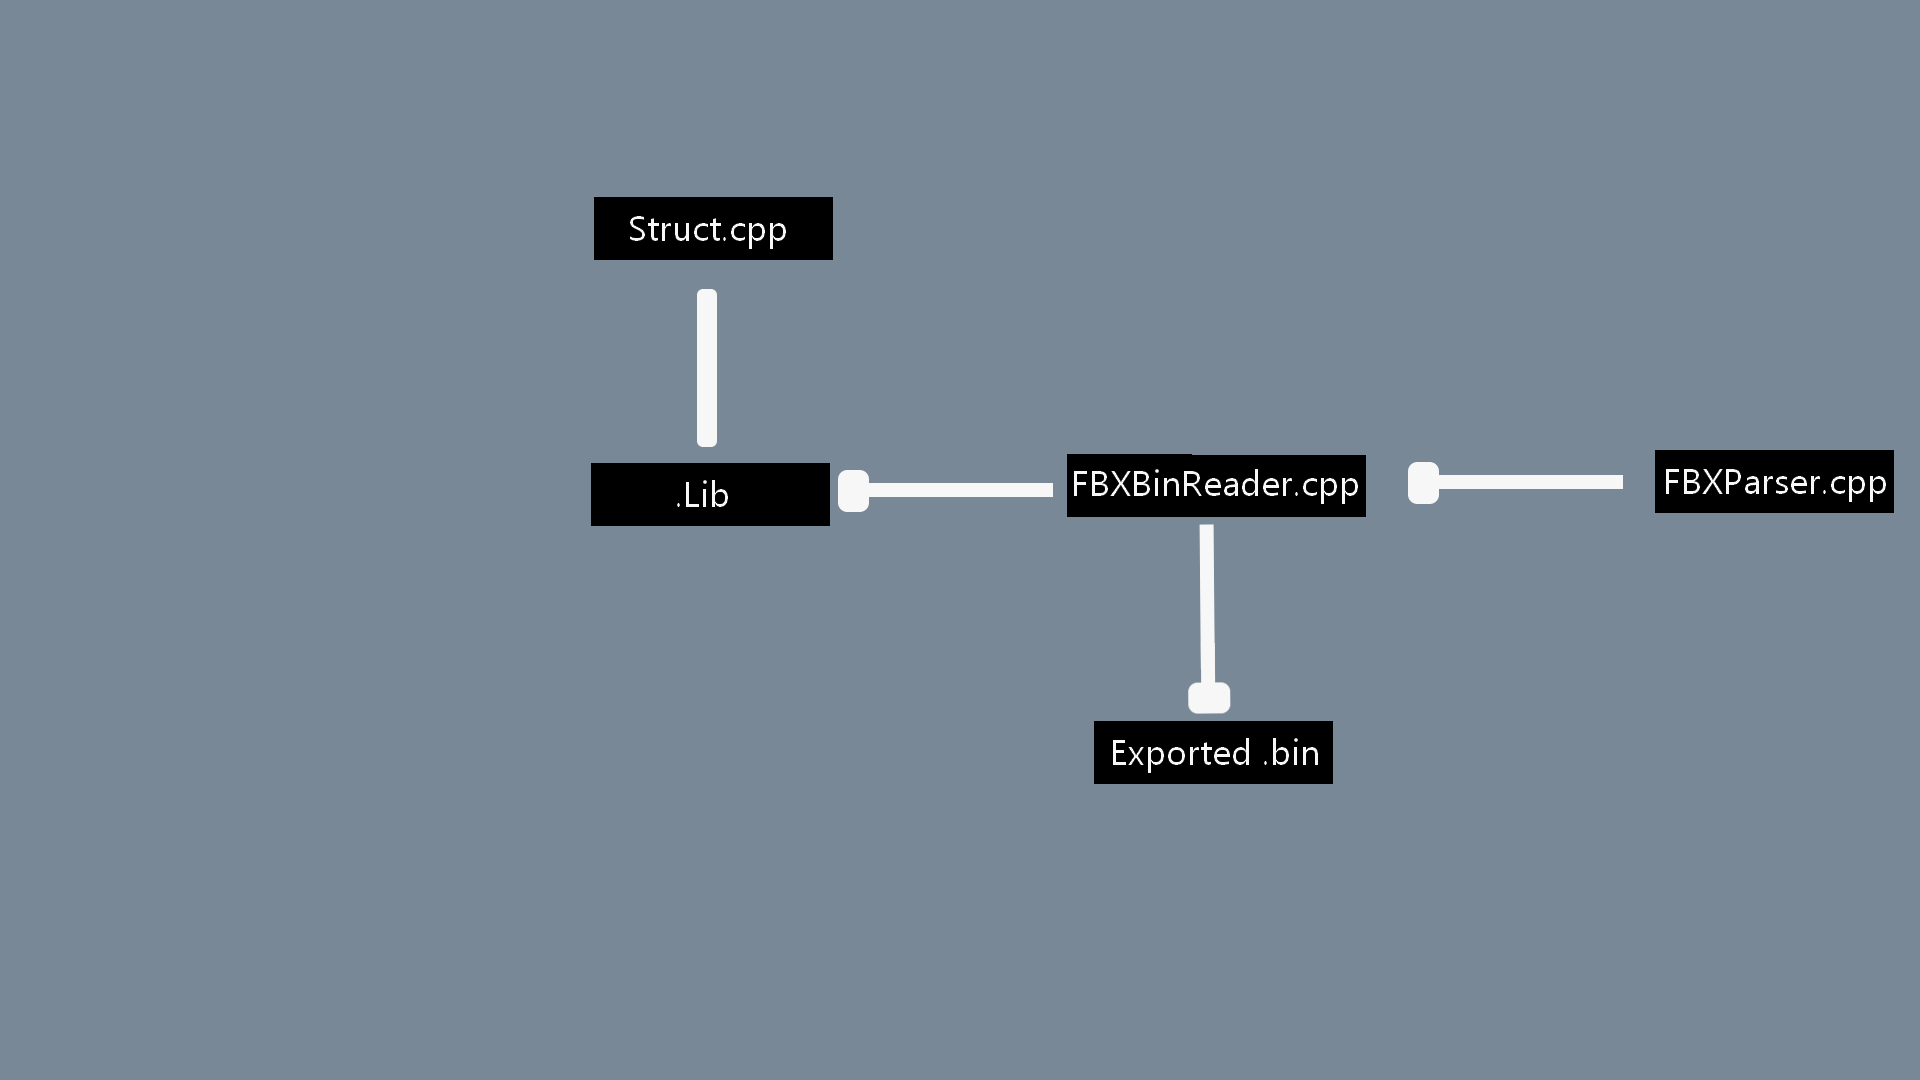 Struct.cpp
.Lib
FBXBinReader.cpp
FBXParser.cpp
Exported .bin